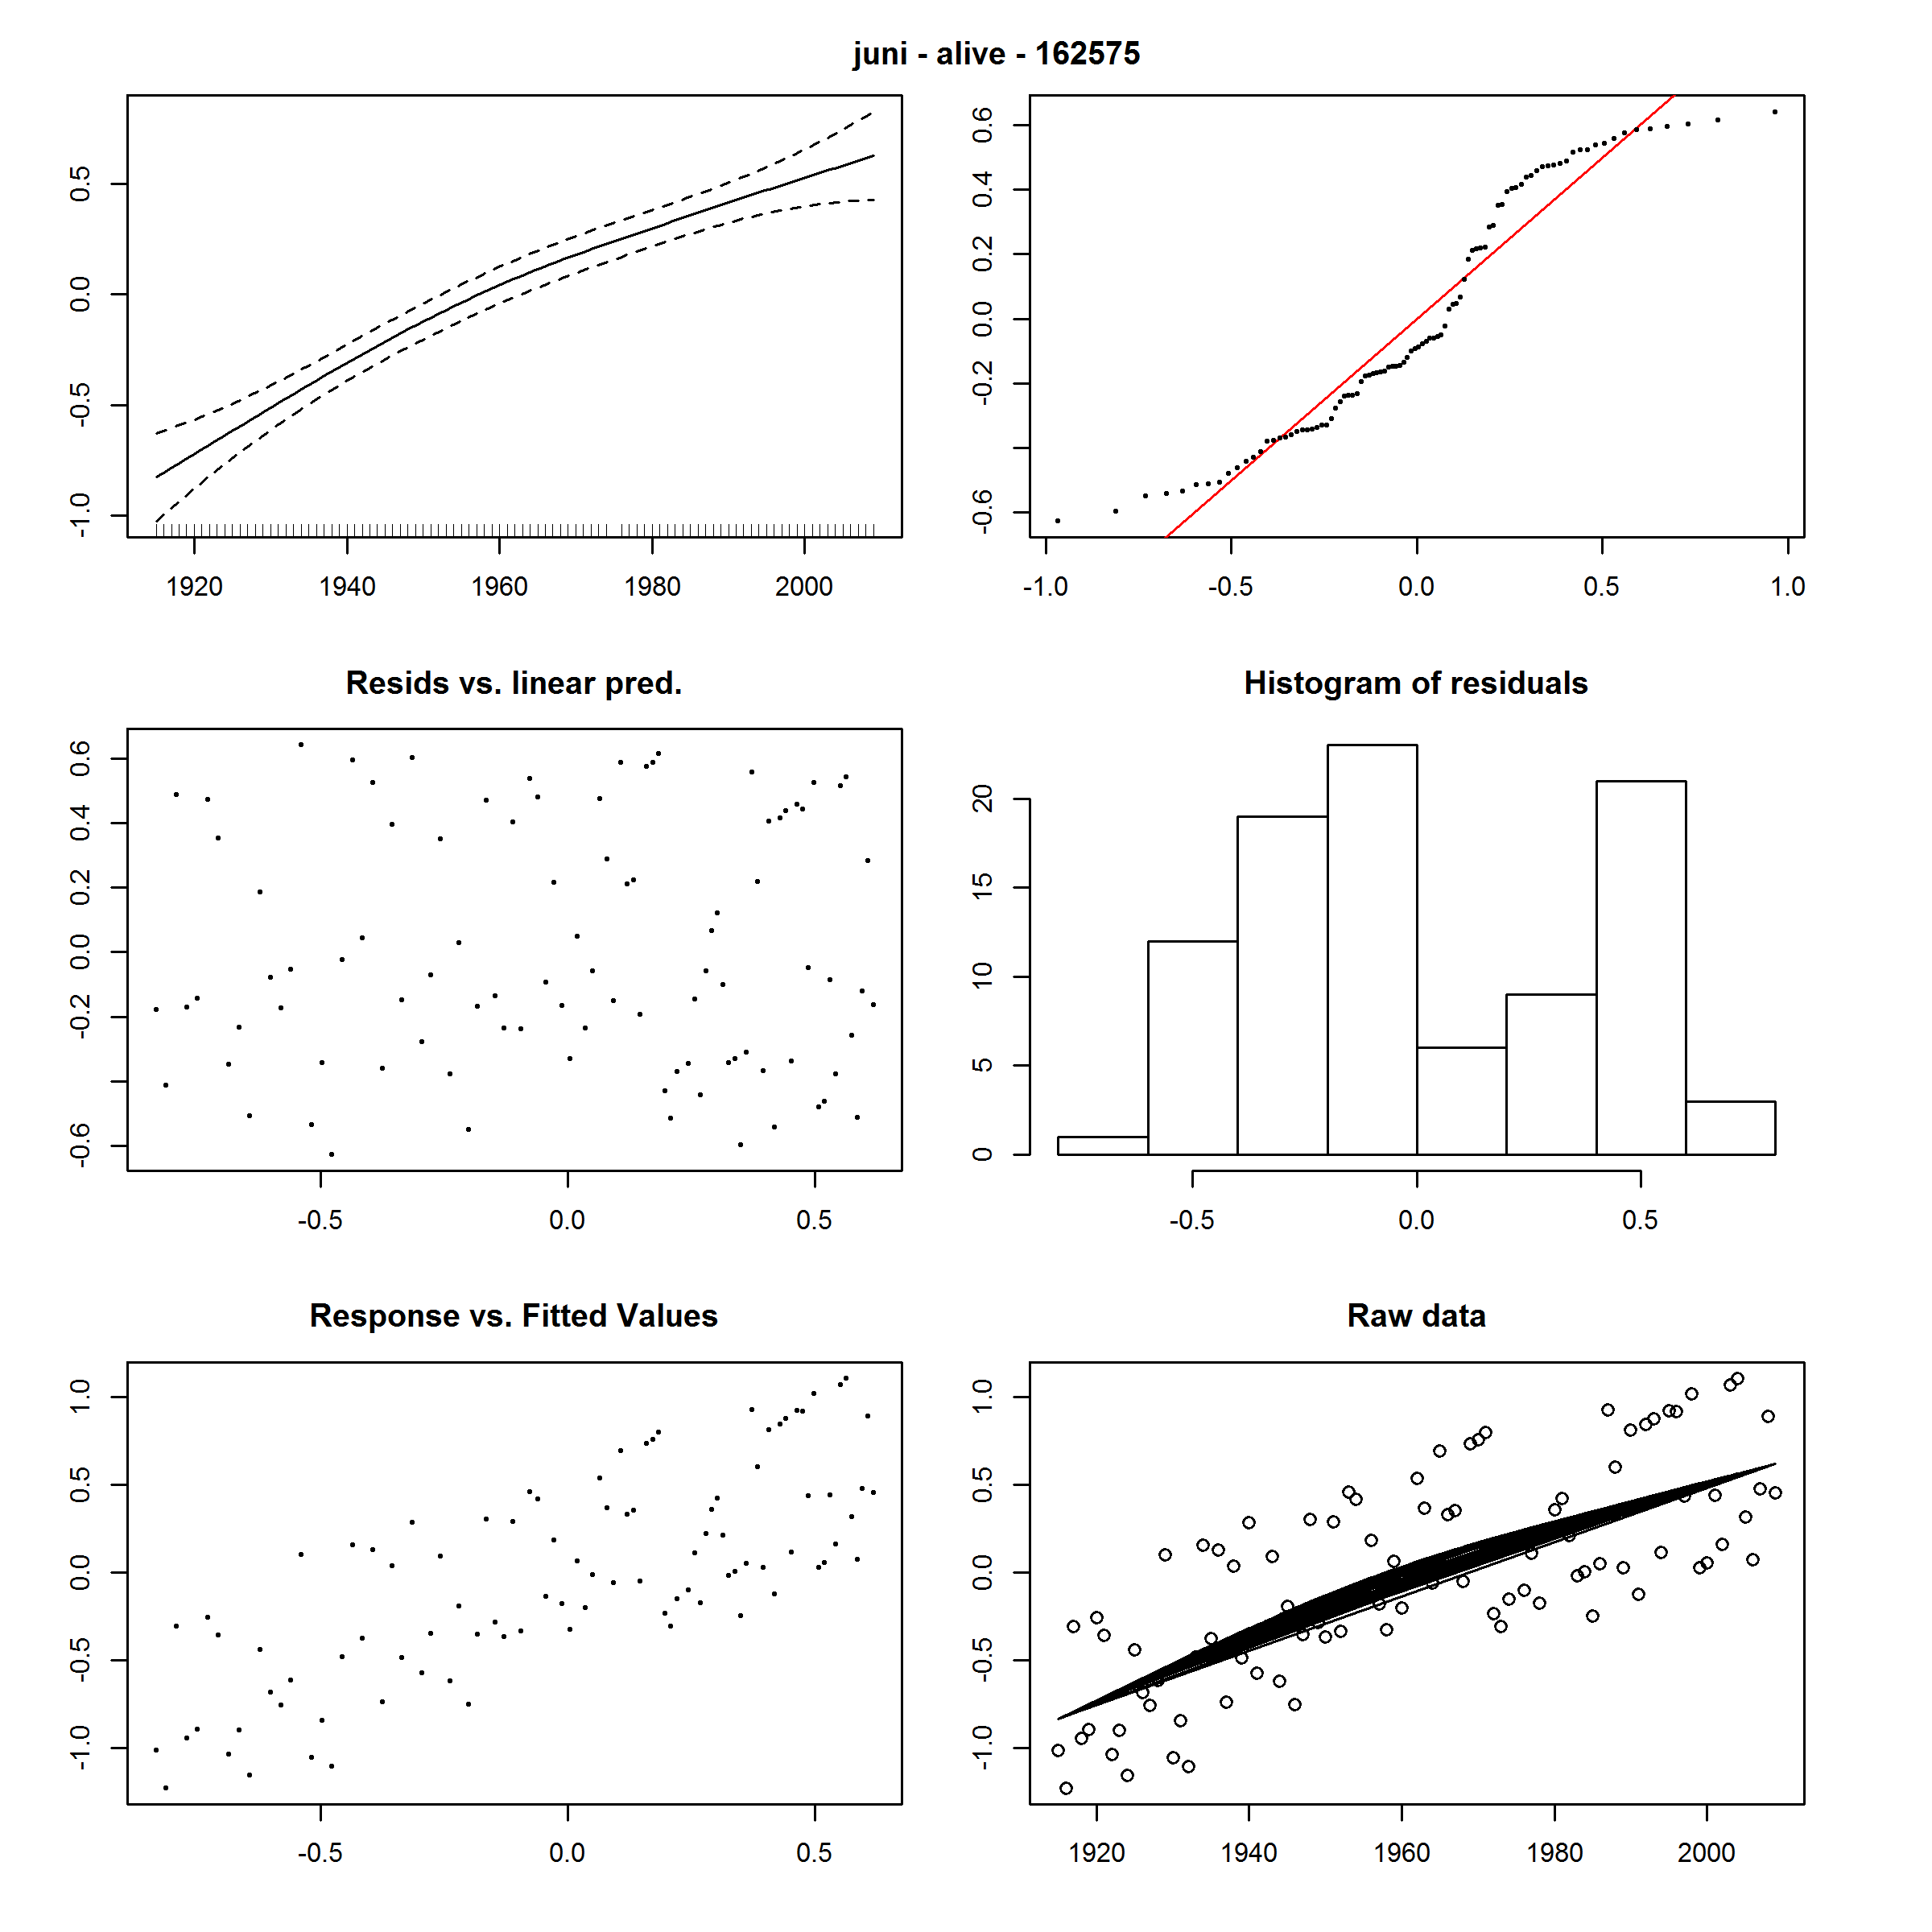 juni - alive - 162575
0.5
0.0
-0.5
-1.0
1920 1940 1960 1980 2000
0.6
0.4
0.2
0.0
-0.2
-0.6
-1.0 -0.5 0.0 0.5 1.0
Resids vs. linear pred.
0.6
0.4
0.2
0.0
-0.2
-0.6
-0.5 0.0 0.5
Histogram of residuals
20
15
10
5
0
-0.5 0.0 0.5
Response vs. Fitted Values
1.0
0.5
0.0
-0.5
-1.0
-0.5 0.0 0.5
Raw data
1.0
0.5
0.0
-0.5
-1.0
1920 1940 1960 1980 2000